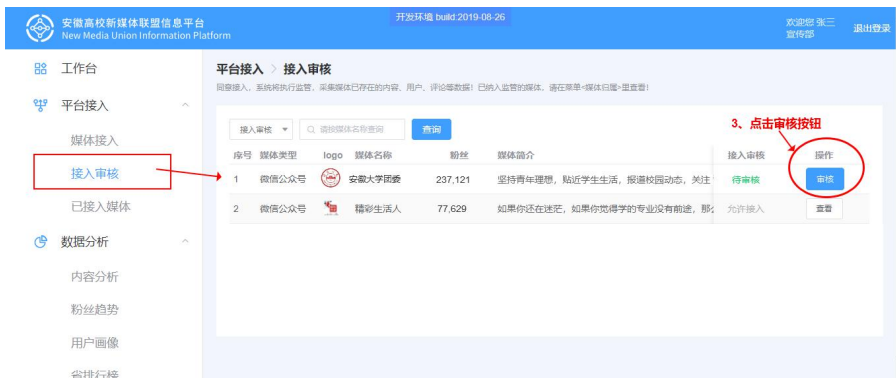 安徽高校新媒体联盟信息平台
New Media Union Information Platform
开发环境 build:2019-08-26
欢迎您 张三
宣传部
退出登录
工作台
平台接入
媒体接入
接入审核
已接入媒体
数据分析
内容分析
粉丝趋势
用户画像
省排行榜
平台接入 > 接入审核
同意接入，系统将执行监管，采集媒体已存在的内容、用户、评论等数据！已纳入监管的媒体，请在菜单<媒体归属>里查看！
接入审核 请按媒体名称查询 查询
3、点击审核按钮
序号 媒体类型 logo 媒体名称 粉丝 媒体简介 接入审核 操作
1 微信公众号 安徽大学团委 237,121 坚持青年理想，贴近学生生活，报道校园动态，关注 待审核 审核
2 微信公众号 精彩生活人 77,629 如果你还在迷茫，如果你觉得学的专业没有前途，那么 允许接入 查看